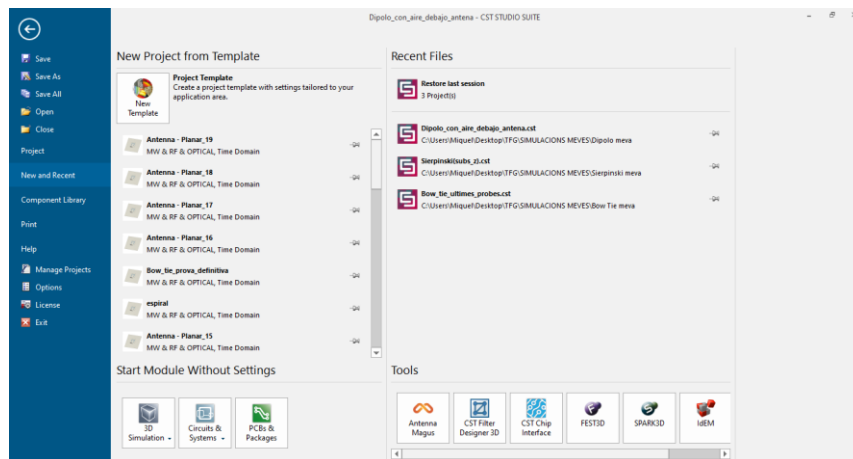 Dipolo_con_aire_debajo_antena - CST STUDIO SUITE
Save
Save As
Save All
Open
Close
Project
New and Recent
Component Library
Print
Help
Manage Projects
Options
License
Exit
New Project from Template
New
Template
Project Template
Create a project template with settings tailored to your
application area.
Antenna - Planar_19
MW & RF & OPTICAL, Time Domain
Antenna - Planar_18
MW & RF & OPTICAL, Time Domain
Antenna - Planar_17
MW & RF & OPTICAL, Time Domain
Antenna - Planar_16
MW & RF & OPTICAL, Time Domain
Bow_tie_prova_definitiva
MW & RF & OPTICAL, Time Domain
espiral
MW & RF & OPTICAL, Time Domain
Antenna - Planar_15
MW & RF & OPTICAL, Time Domain
Start Module Without Settings
3D
Simulation
Circuits &
Systems
PCBs &
Packages
Recent Files
Restore last session
3 Project(s)
Dipolo_con_aire_debajo_antena.cst
C:\Users\Miquel\Desktop\TFG\SIMULACIONS MEVES\Dipolo meva
Sierpinski(subs_z).cst
C:\Users\Miquel\Desktop\TFG\SIMULACIONS MEVES\Sierpinski meva
Bow_tie_ultimes_probes.cst
C:\Users\Miquel\Desktop\TFG\SIMULACIONS MEVES\Bow Tie meva
Tools
Antenna
Magus
CST Filter
Designer 3D
CST Chip
Interface
FEST3D
SPARK3D
IdEM